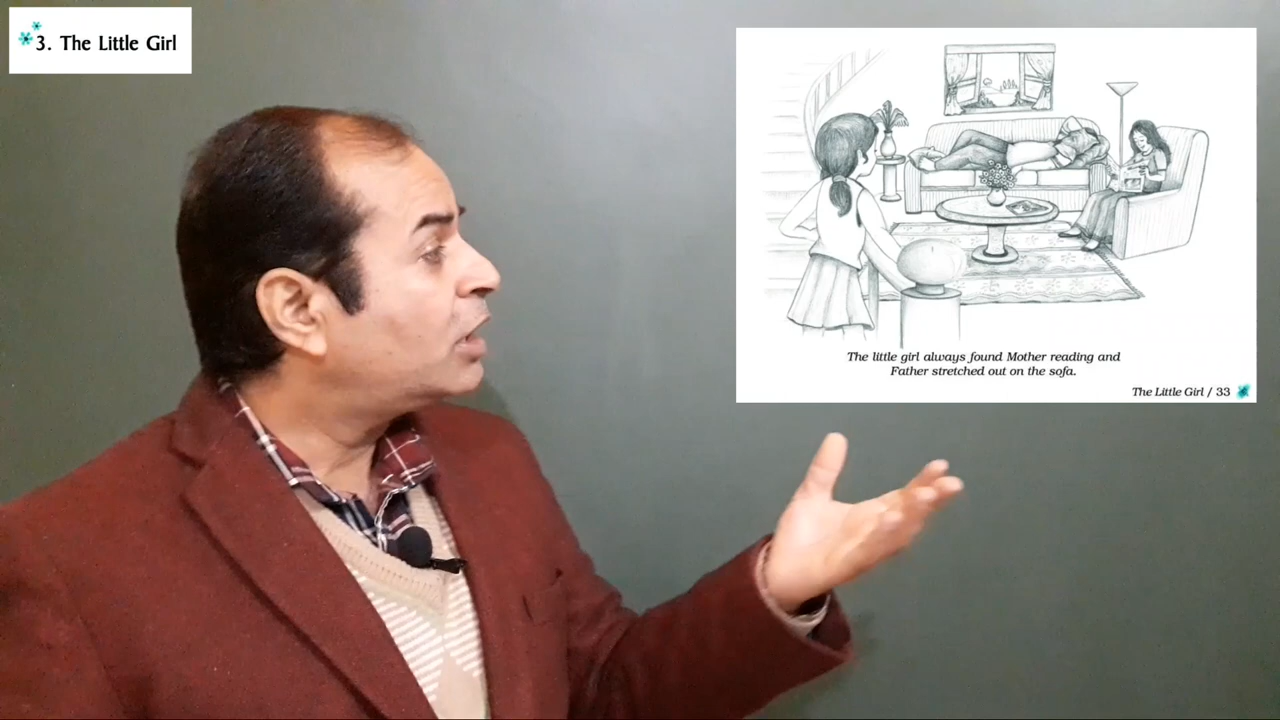 3. The Little Girl
The little girl always found Mother reading and
Father stretched out on the sofa.
The Little Girl / 33